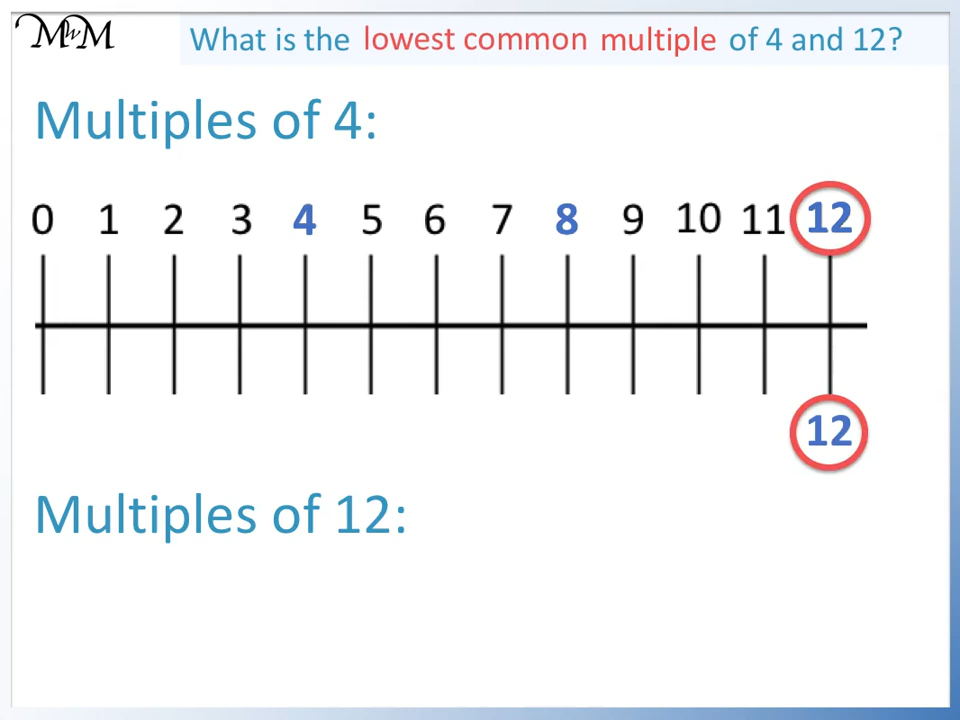 MwM
What is the lowest common multiple of 4 and 12?
Multiples of 4:
0 1 2 3 4 5 6 7 8 9 10 11 12
12
Multiples of 12: